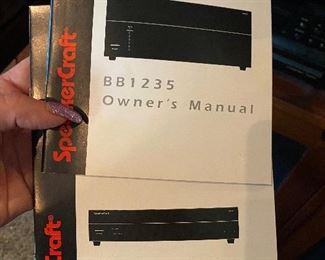 SpeakerCraft
BB1235
Owner's Manual
Craft®